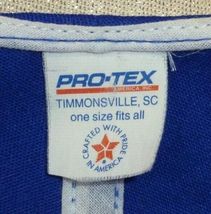 PRO-TEX
AMERICA, INC.
TIMMONSVILLE, SC
one size fits all
CRAFTED WITH PRIDE
IN AMERICA